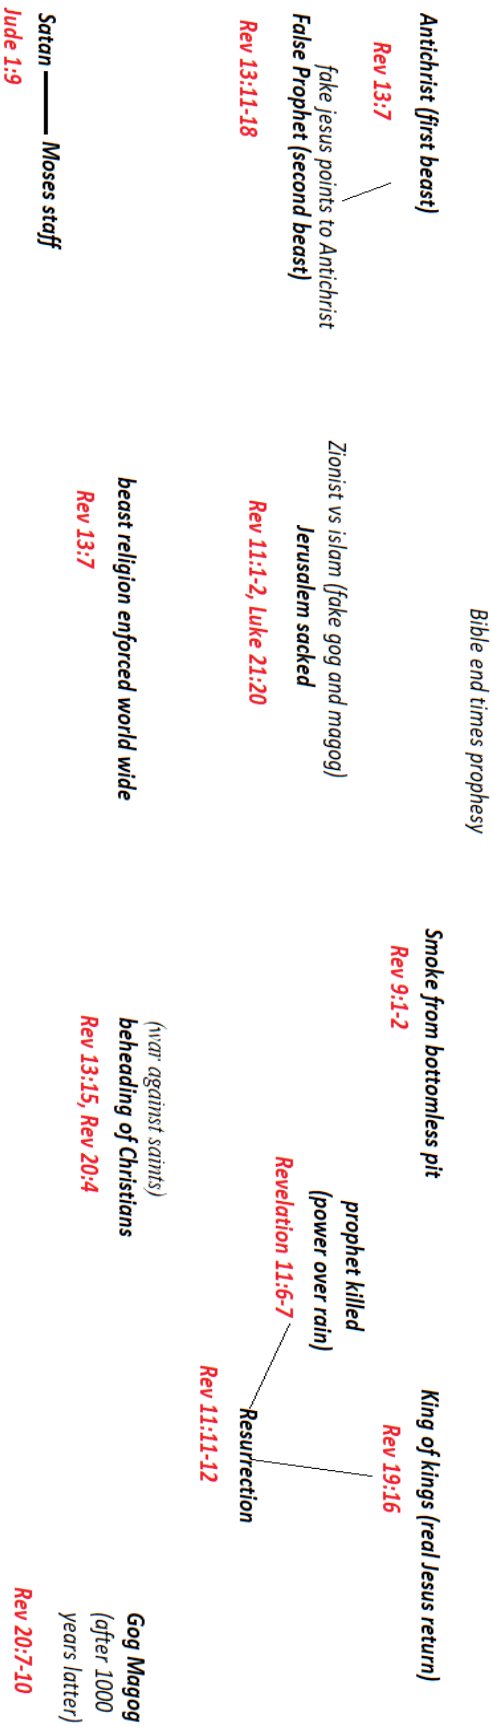 Bible end times prophesy
Antichrist (first beast)
Rev 13:7
fake jesus points to Antichrist
False Prophet (second beast)
Rev 13:11-18
Satan
Moses staff
Jude 1:9
Zionist vs islam (fake gog and magog)
Jerusalem sacked
Rev 11:1-2, Luke 21:20
beast religion enforced world wide
Rev 13:7
Smoke from bottomless pit
Rev 9:1-2
prophet killed
(power over rain)
Revelation 11:6-7
(war against saints)
beheading of Christians
Rev 13:15, Rev 20:4
King of kings (real Jesus return)
Rev 19:16
Resurrection
Rev 11:11-12
Gog Magog
(after 1000
years latter)
Rev 20:7-10